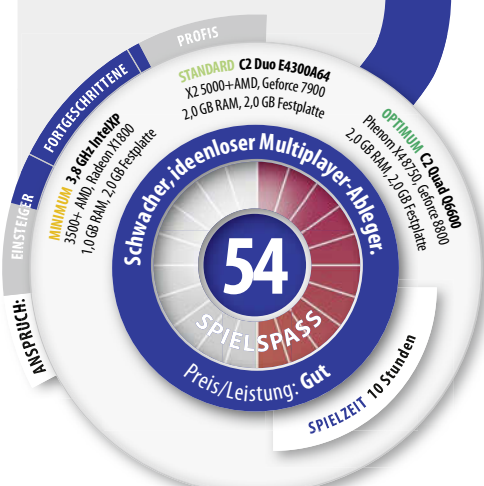 ANSPRUCH:
EINSTEIGER
FORTGESCHRITTENE
PROFIS
MINIMUM 3,8 GHz IntelXP
3500+ AMD, Radeon X1800
1,0 GB RAM, 2,0 GB Festplatte
STANDARD C2 Duo E4300A64
X2 5000+AMD, Geforce 7900
2,0 GB RAM, 2,0 GB Festplatte
OPTIMUM C2 Quad Q6600
Phenom X4 8750, Geforce 8800
2,0 GB RAM, 2,0 GB Festplatte
Schwacher, ideenloser Multiplayer-Ableger.
54
SPIELSPASS
Preis/Leistung: Gut
SPIELZEIT 10 Stunden